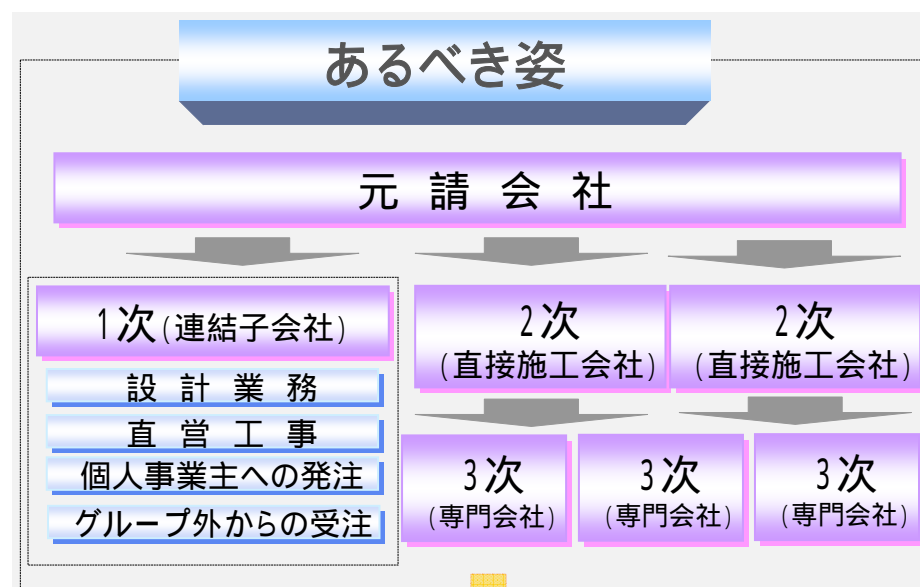 あるべき姿
元請会社
1次(連結子会社)
設計業務
直営工事
個人事業主への発注
グループ外からの受注
2次
(直接施工会社)
2次
(直接施工会社)
3次
(専門会社)
3次
(専門会社)
3次
(専門会社)